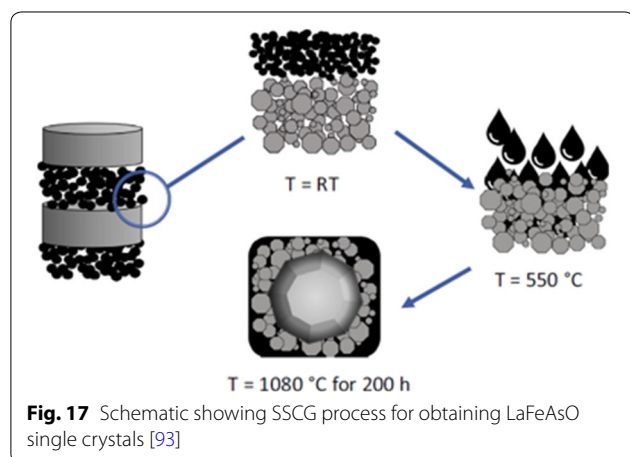 T = RT
T = 550 °C
T = 1080 °C for 200 h
Fig. 17 Schematic showing SSCG process for obtaining LaFeAsO
single crystals [93]